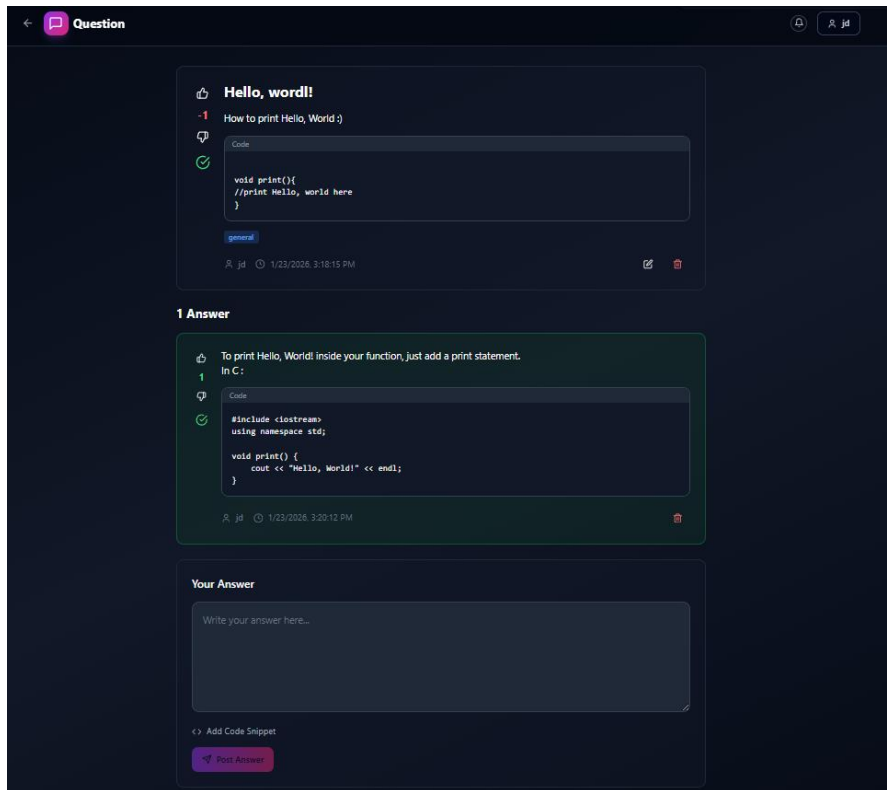 Question
jd
Hello, wordl!
-1
How to print Hello, World :)
Code
void print(){
//print Hello, world here
}
general
jd 1/23/2026, 3:18:15 PM
1 Answer
To print Hello, World! inside your function, just add a print statement.
In C :
1
Code
#include <iostream>
using namespace std;
void print() {
cout << "Hello, World!" << endl;
}
jd 1/23/2026, 3:20:12 PM
Your Answer
Write your answer here...
<> Add Code Snippet
Post Answer